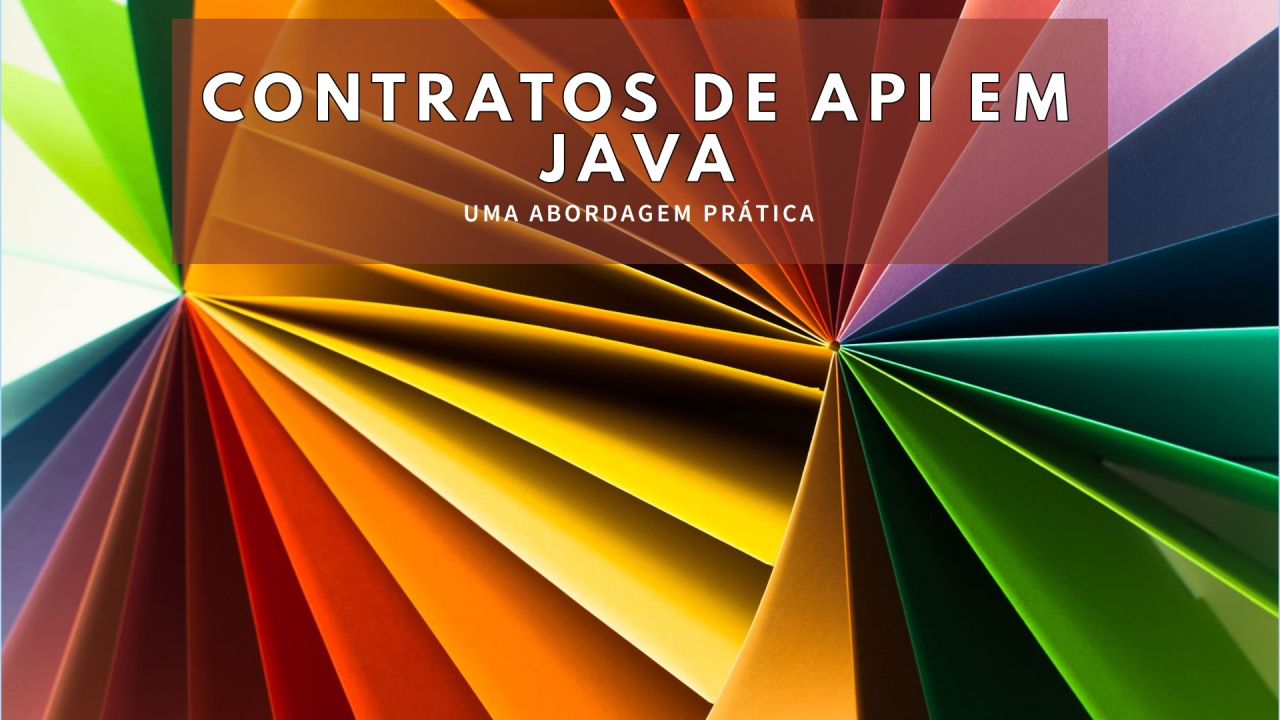 CONTRATOS DE API EM
JAVA
UMA ABORDAGEM PRÁTICA